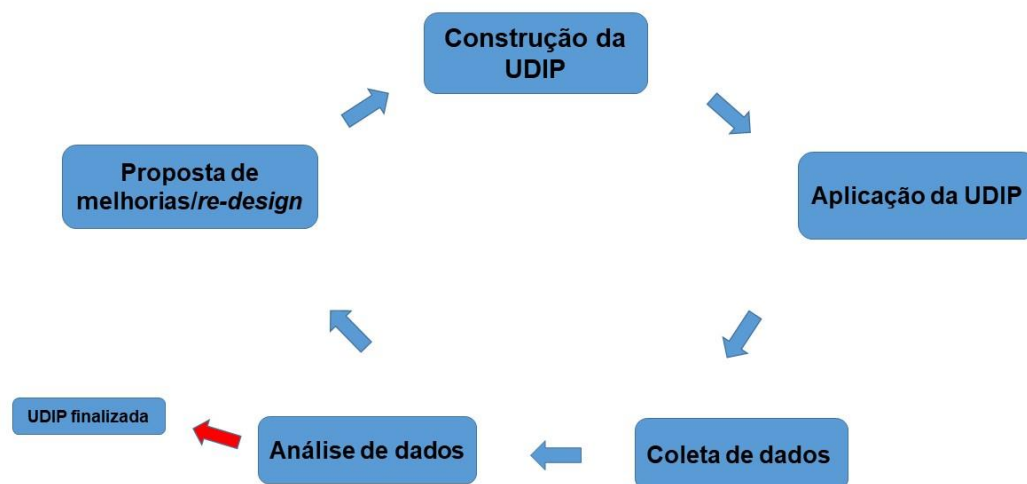 Construção da
UDIP
Proposta de
melhorias/re-design
Aplicação da UDIP
UDIP finalizada
Análise de dados
Coleta de dados